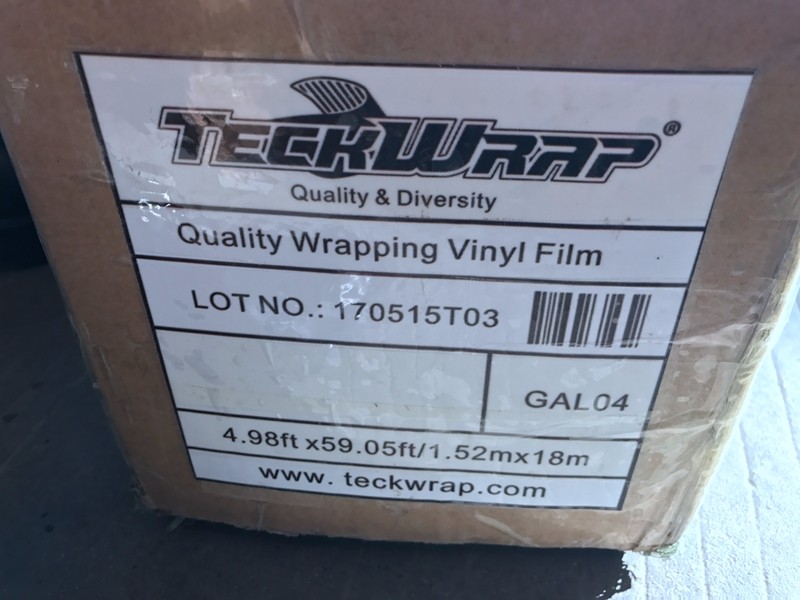 TECKWRAP®
Quality & Diversity
Quality Wrapping Vinyl Film
LOT NO.: 170515T03
GAL04
4.98ft x59.05ft/1.52mx18m
www. teckwrap.com